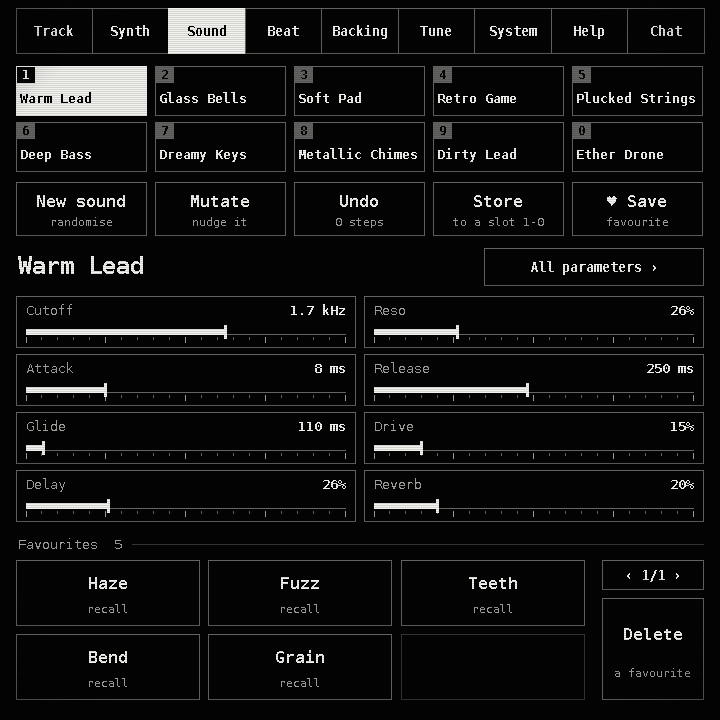 Track Synth Sound Beat Backing Tune System Help Chat
1 2 3 4 5
Warm Lead Glass Bells Soft Pad Retro Game Plucked Strings
6 7 8 9 0
Deep Bass Dreamy Keys Metallic Chimes Dirty Lead Ether Drone
New sound Mutate Undo Store ♥ Save
randomise nudge it 0 steps to a slot 1-0 favourite
Warm Lead All parameters ›
Cutoff 1.7 kHz Reso 26%
Attack 8 ms Release 250 ms
Glide 110 ms Drive 15%
Delay 26% Reverb 20%
Favourites 5
Haze Fuzz Teeth ‹ 1/1 ›
recall recall recall
Bend Grain Delete
recall recall a favourite